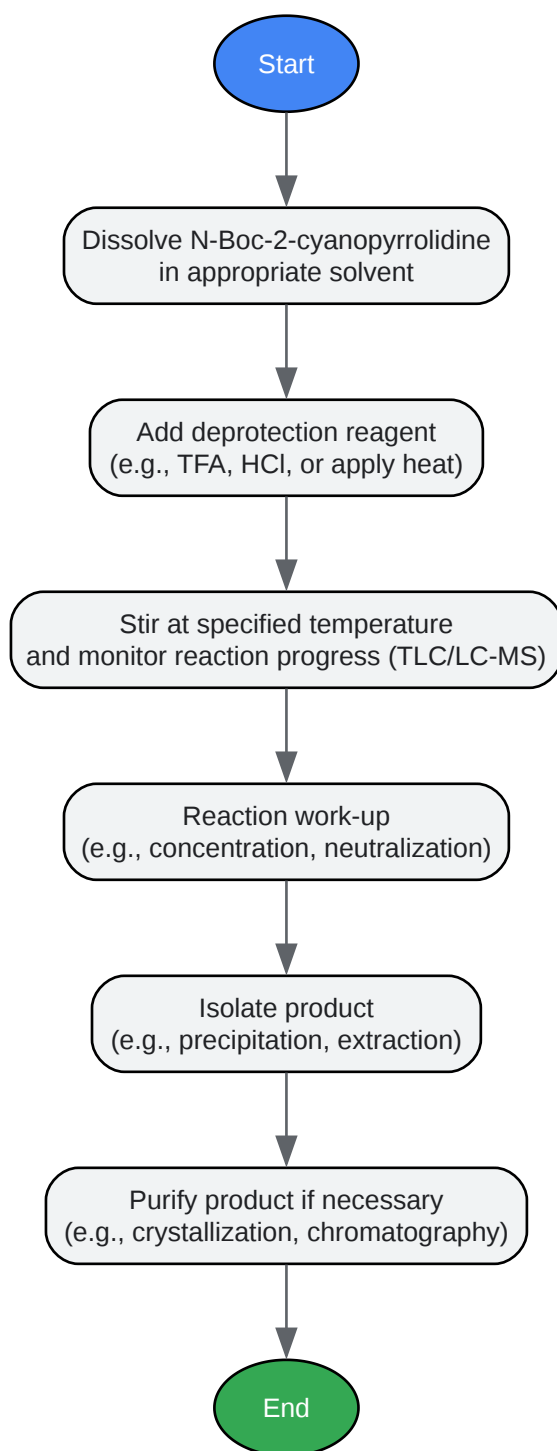 Start
Dissolve N-Boc-2-cyanopyrrolidine
in appropriate solvent
Add deprotection reagent
(e.g., TFA, HCl, or apply heat)
Stir at specified temperature
and monitor reaction progress (TLC/LC-MS)
Reaction work-up
(e.g., concentration, neutralization)
Isolate product
(e.g., precipitation, extraction)
Purify product if necessary
(e.g., crystallization, chromatography)
End